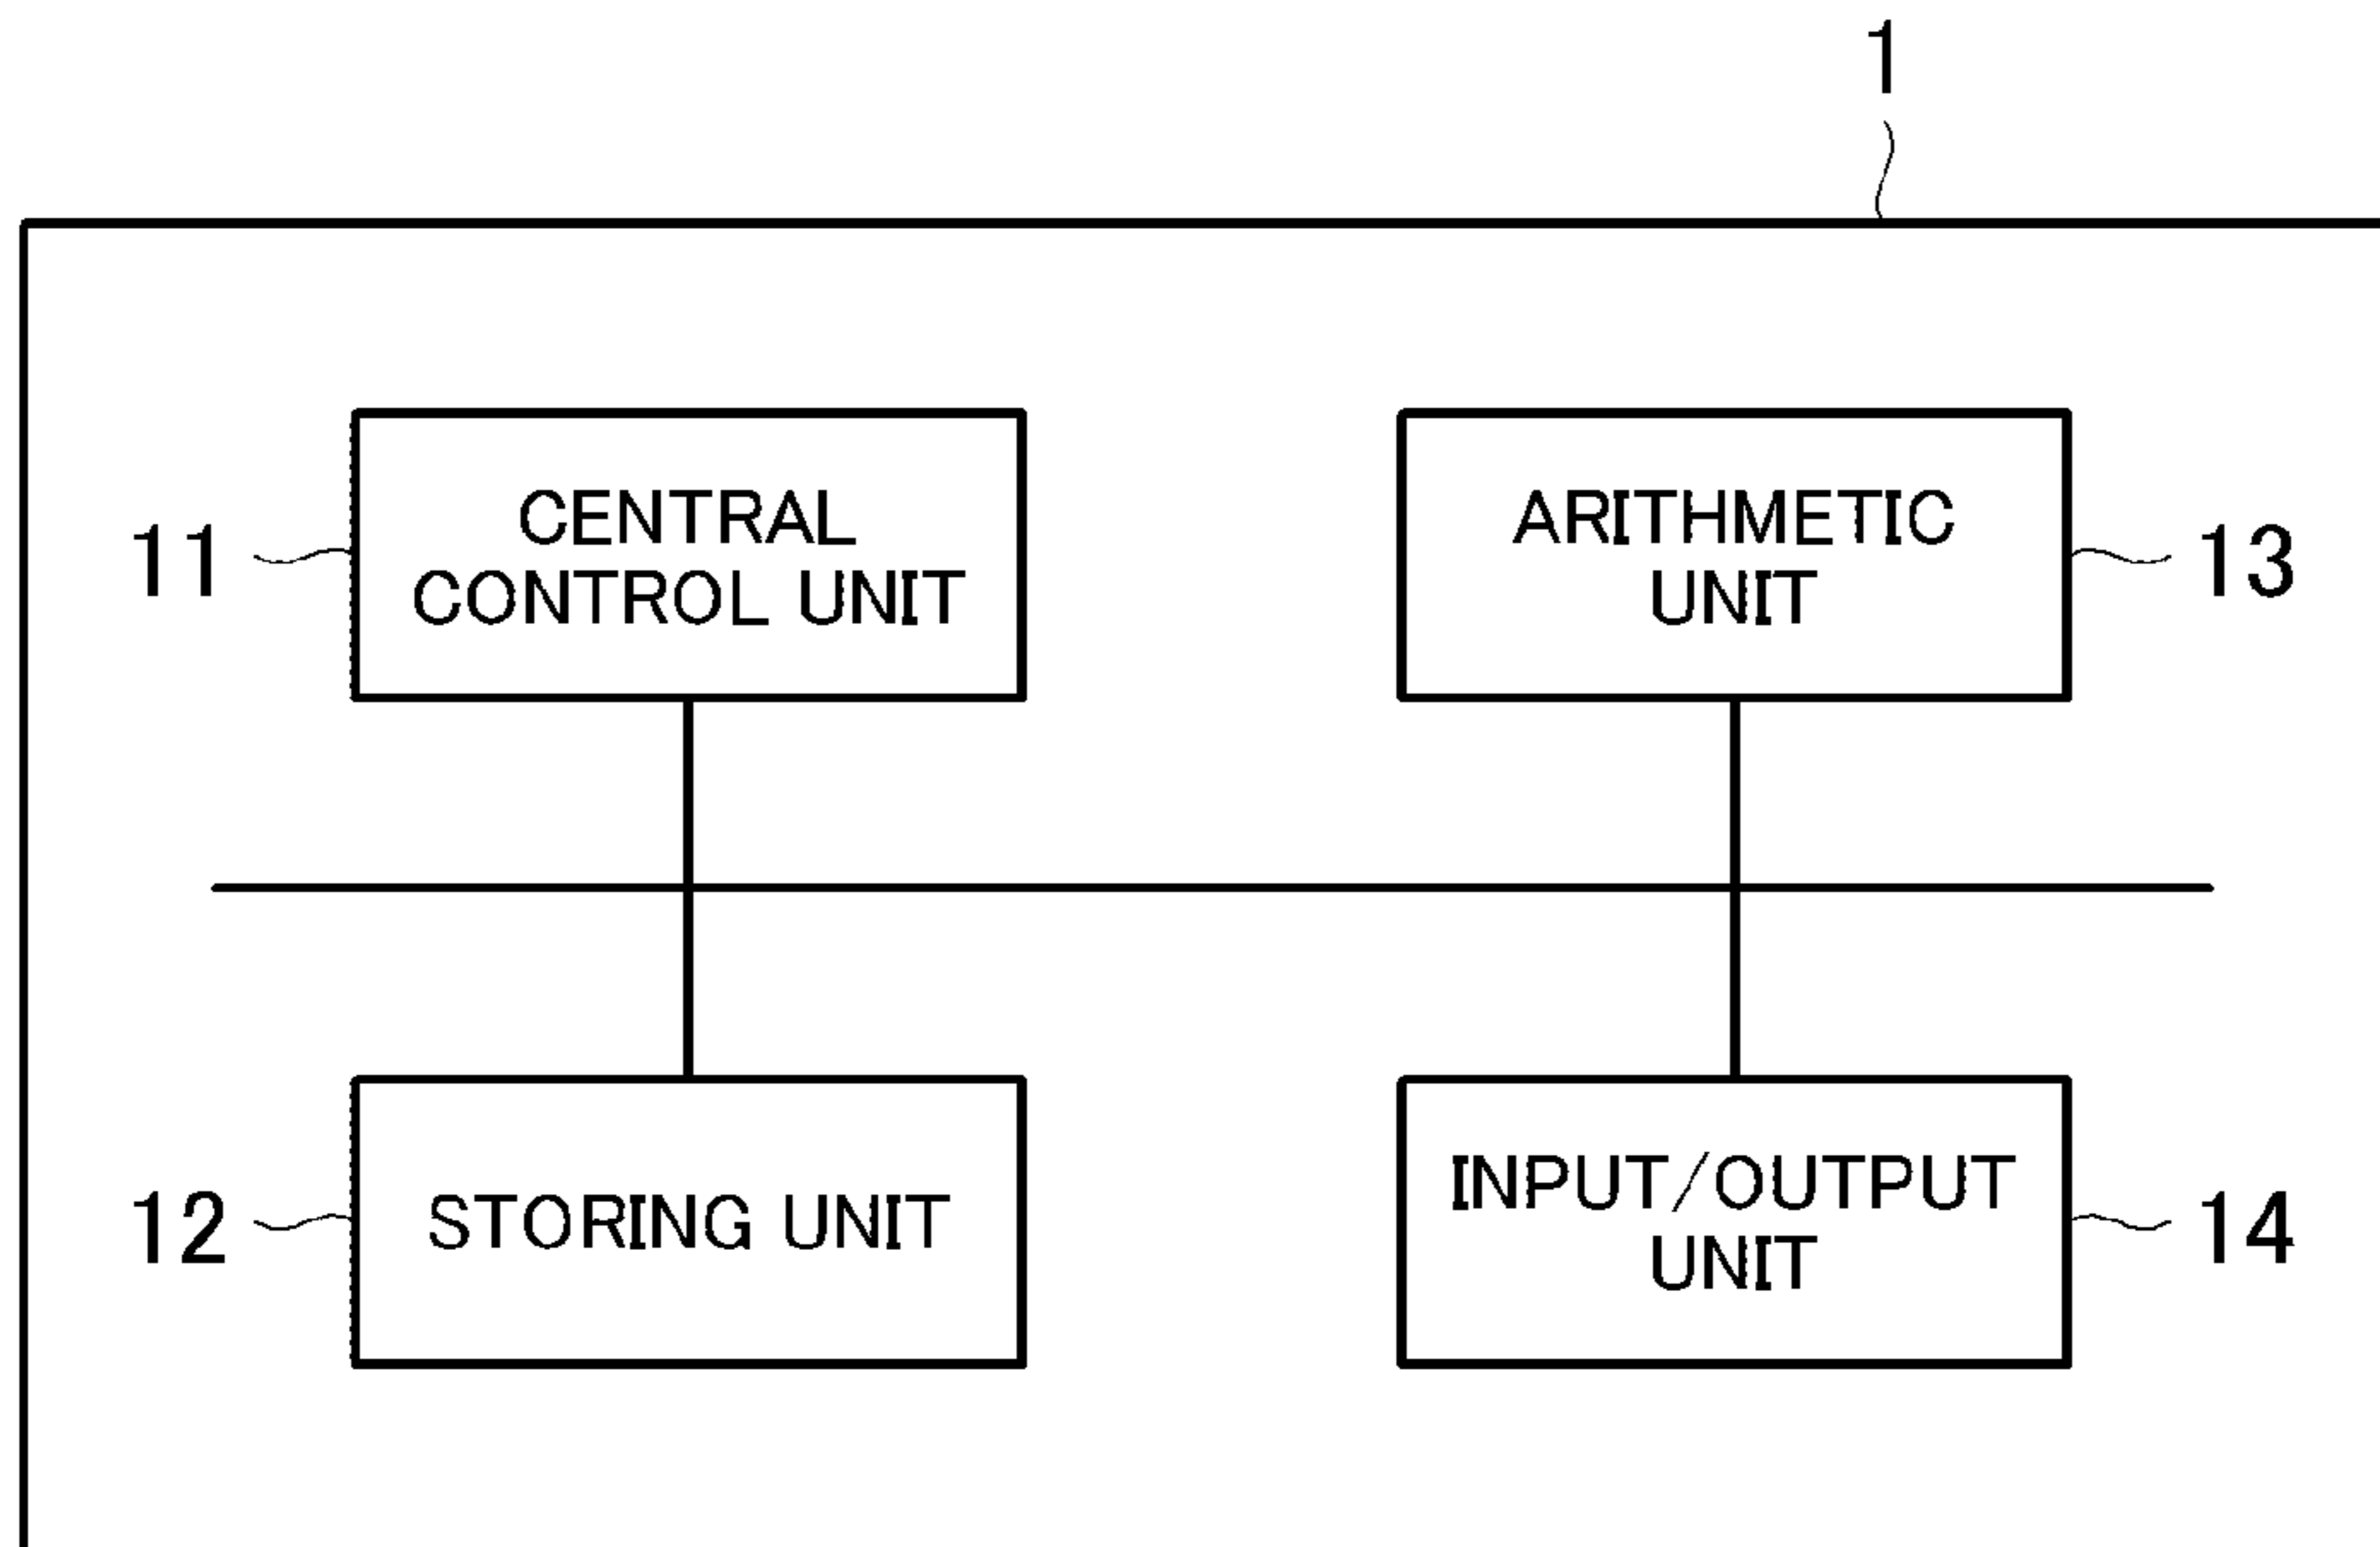 1
11
CENTRAL
CONTROL UNIT
ARITHMETIC
UNIT
13
12
STORING UNIT
INPUT/OUTPUT
UNIT
14